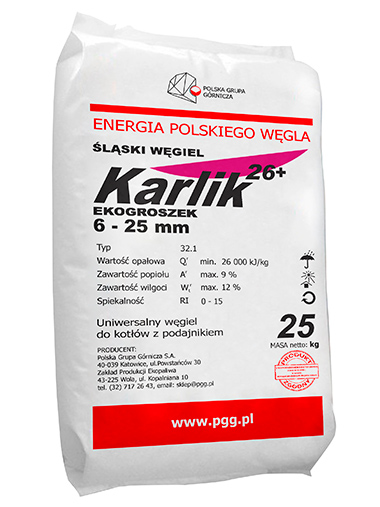 POLSKA GRUPA
GÓRNICZA
ENERGIA POLSKIEGO WĘGLA
ŚLĄSKI WĘGIEL
Karlik 26+
EKOGROSZEK
6 - 25 mm
Typ 32.1
Wartość opałowa Q' min. 26 000 kJ/kg
Zawartość popiołu A' max. 9 %
Zawartość wilgoci W' max. 12 %
Spiekalność RI 0 - 15
Uniwersalny węgiel
do kotłów z podajnikiem
25
MASA netto: kg
PRODUCENT:
Polska Grupa Górnicza S.A.
40-039 Katowice, ul.Powstańców 30
Zakład Produkcji Ekopaliwa
43-225 Wola, ul. Kopalniana 10
tel. (32) 717 26 43, email: sklep@pgg.pl
PRODUKT
ZGODNY
www.pgg.pl